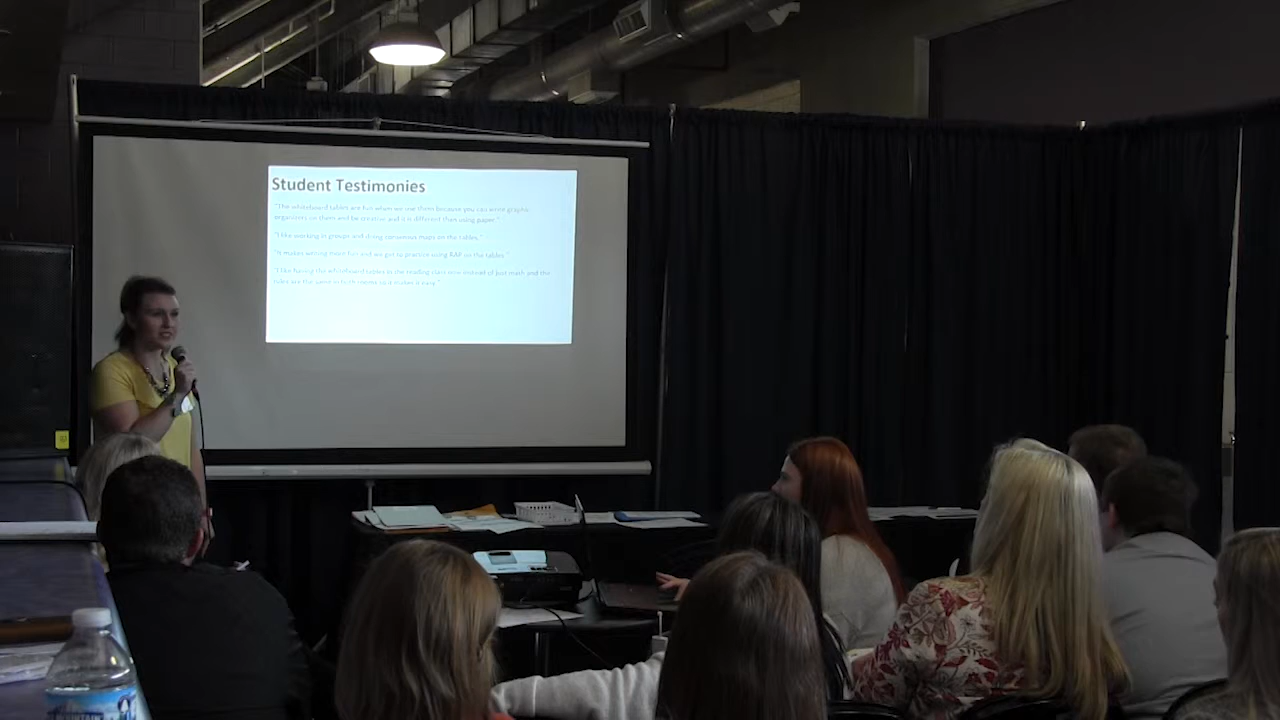 Student Testimonies
"The whiteboard tables are fun when we use them because you can write graphic
organizers on them and be creative and it is different than using paper."
"I like working in groups and doing consensus maps on the tables."
"It makes writing more fun and we get to practice using RAP on the tables."
"I like having the whiteboard tables in the reading class now instead of just math and the
rules are the same in both rooms so it makes it easy."